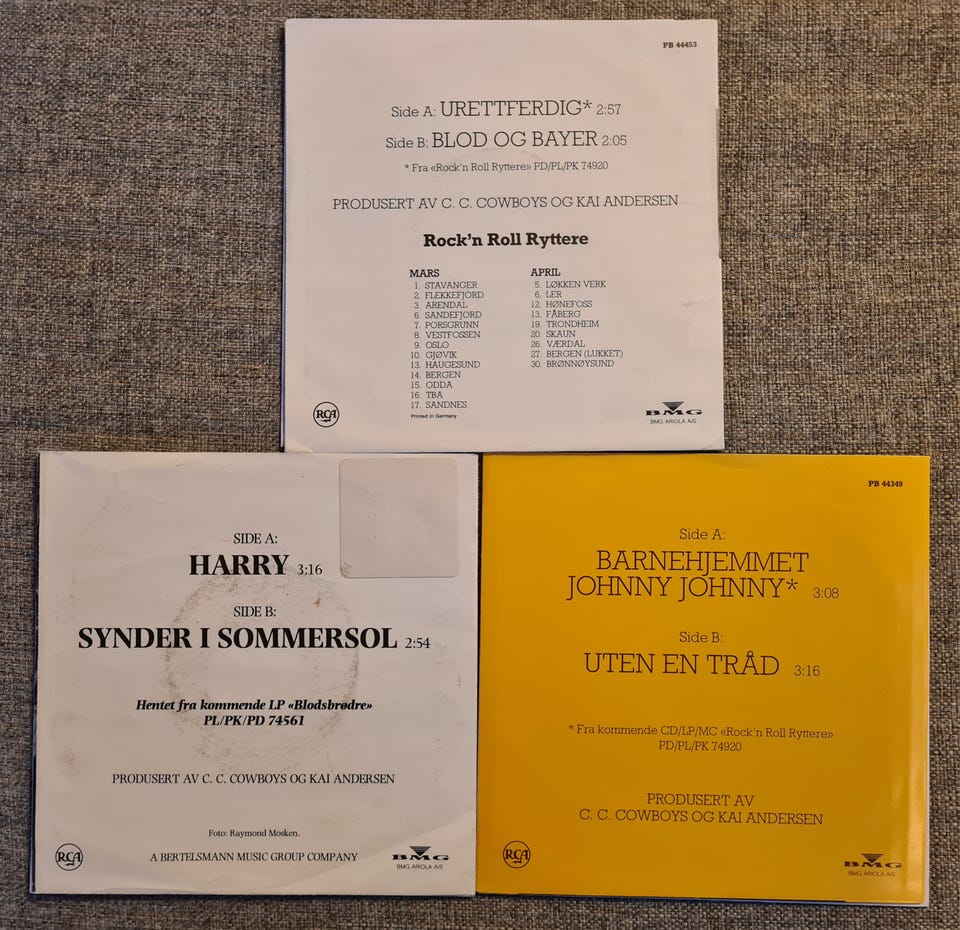 PB 44453
Side A: URETTFERDIG* 2:57
Side B: BLOD OG BAYER 2:05
* Fra «Rock'n Roll Ryttere» PD/PL/PK 74920
PRODUSERT AV C. C. COWBOYS OG KAI ANDERSEN
Rock'n Roll Ryttere
MARS
1. STAVANGER
2. FLEKKEFJORD
3. ARENDAL
6. SANDEFJORD
7. PORSGRUNN
8. VESTFOSSEN
9. OSLO
10. GJØVIK
13. HAUGESUND
14. BERGEN
15. ODDA
16. TBA
17. SANDNES
APRIL
5. LØKKEN VERK
6. LER
12. HØNEFOSS
13. FÅBERG
19. TRONDHEIM
20. SKAUN
26. VÆRDAL
27. BERGEN (LUKKET)
30. BRØNNØYSUND
Printed in Germany
RCA
BMG
BMG ARIOLA A/S
SIDE A:
HARRY 3:16
SIDE B:
SYNDER I SOMMERSOL 2:54
Hentet fra kommende LP «Blodsbrødre»
PL/PK/PD 74561
PRODUSERT AV C. C. COWBOYS OG KAI ANDERSEN
Foto: Raymond Mosken.
RCA
A BERTELSMANN MUSIC GROUP COMPANY
BMG
BMG ARIOLA A/S
PB 44349
Side A:
BARNEHJEMMET
JOHNNY JOHNNY* 3:08
Side B:
UTEN EN TRÅD 3:16
* Fra kommende CD/LP/MC «Rock'n Roll Ryttere»
PD/PL/PK 74920
PRODUSERT AV
C. C. COWBOYS OG KAI ANDERSEN
RCA
BMG
BMG ARIOLA A/S